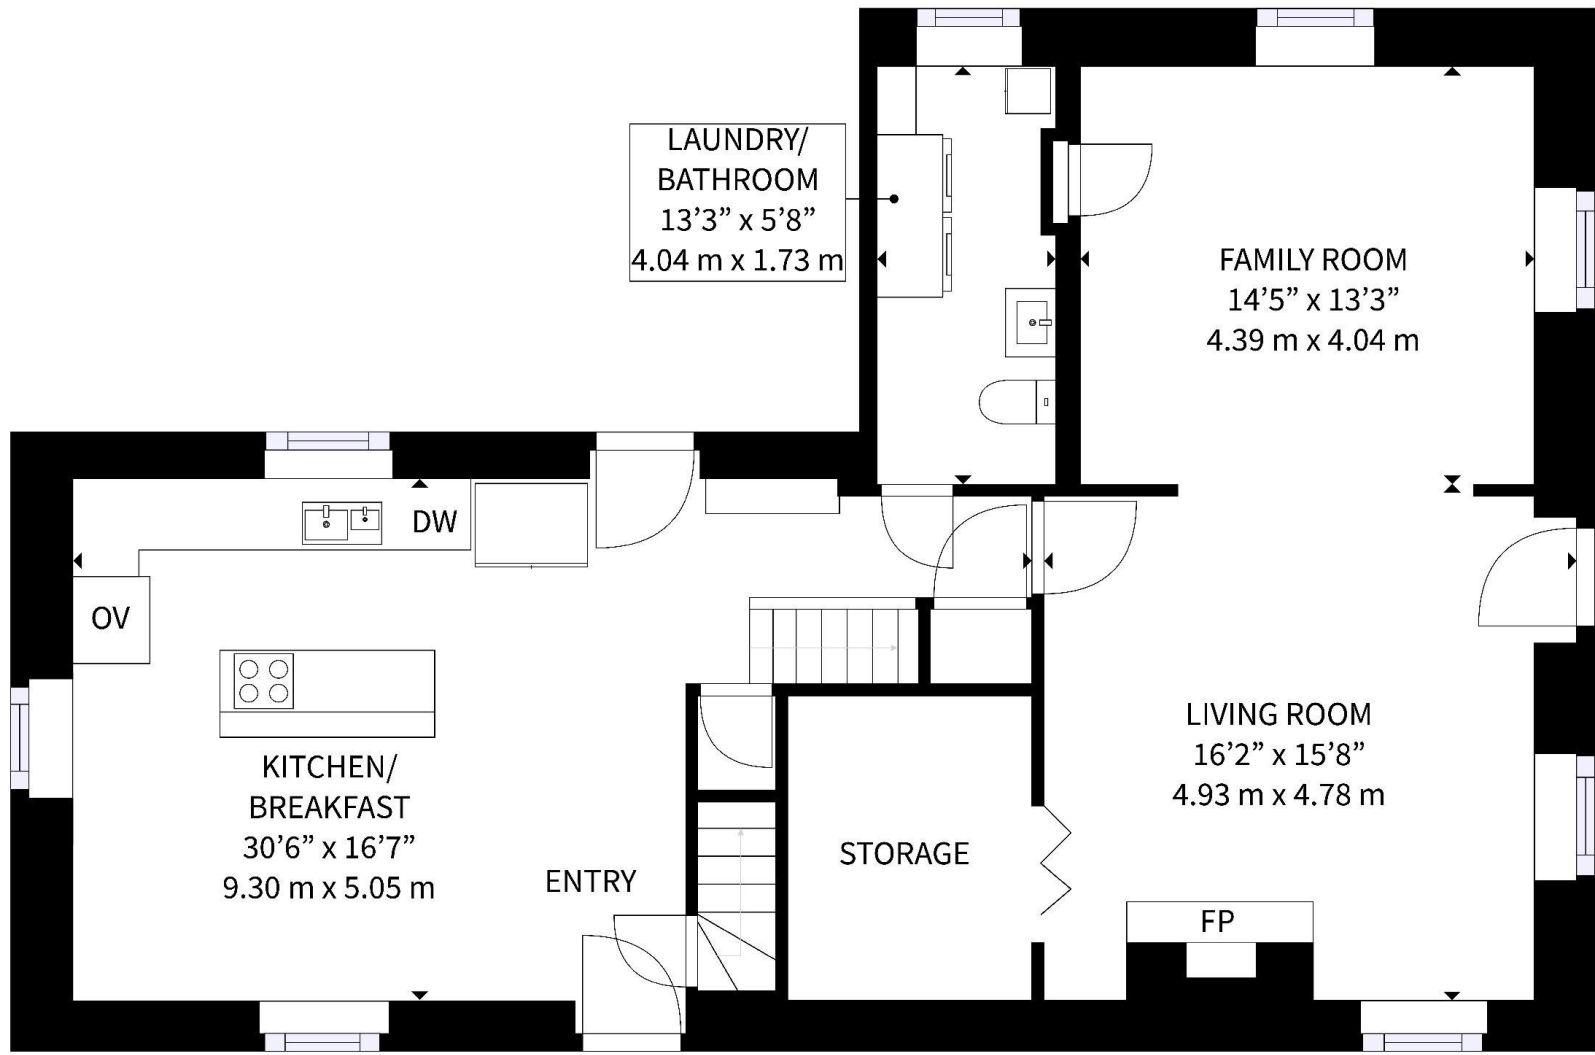 LAUNDRY/
BATHROOM
13’3” x 5’8”
4.04 m x 1.73 m
FAMILY ROOM
14’5” x 13’3”
4.39 m x 4.04 m
DW
OV
KITCHEN/
BREAKFAST
30’6” x 16’7”
9.30 m x 5.05 m
ENTRY
STORAGE
LIVING ROOM
16’2” x 15’8”
4.93 m x 4.78 m
FP